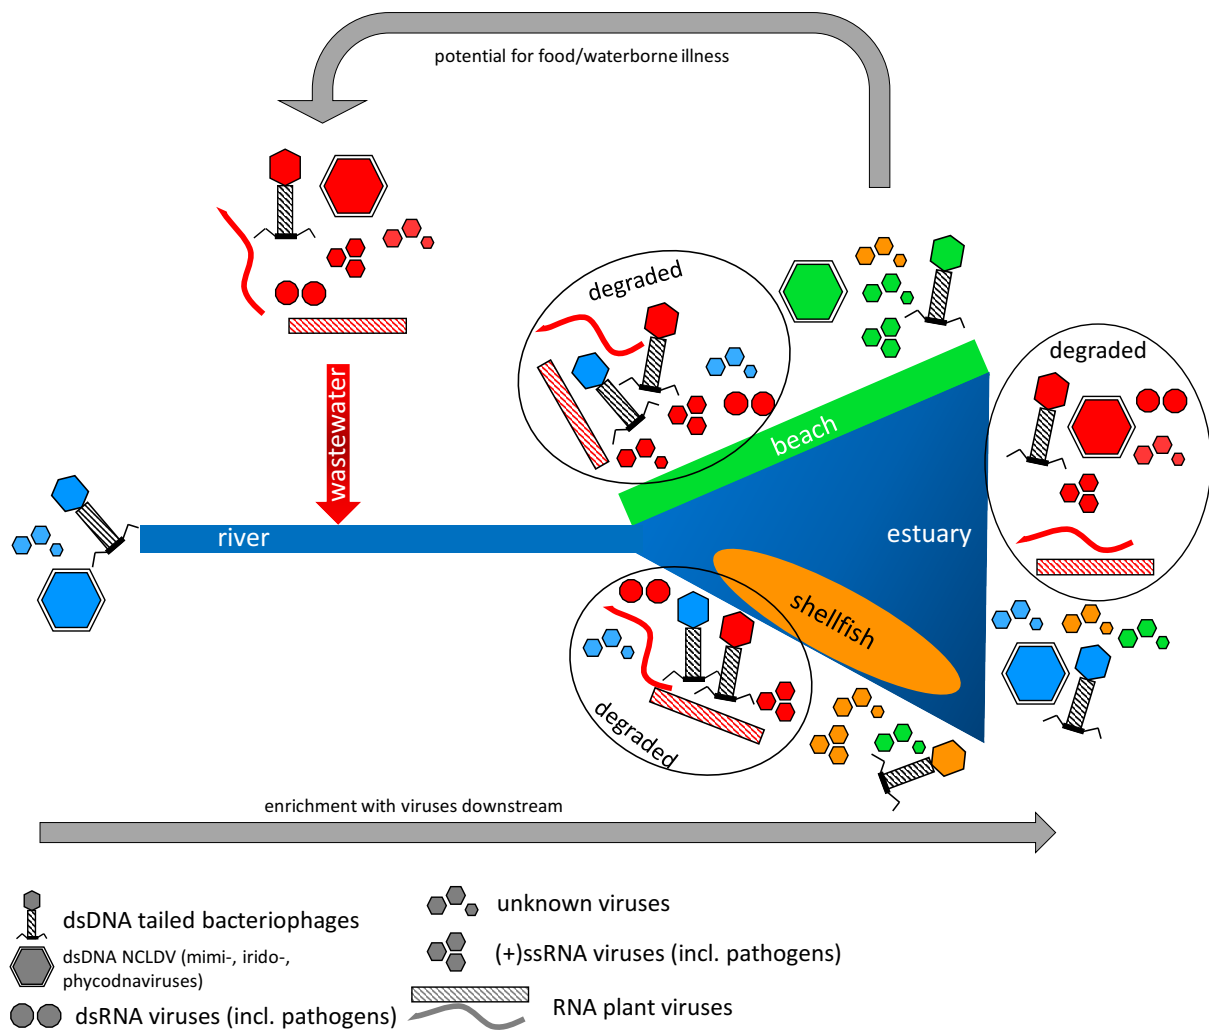 potential for food/waterborne illness
degraded
degraded
wastewater
beach
river
estuary
shellfish
degraded
enrichment with viruses downstream
dsDNA tailed bacteriophages
dsDNA NCLDV (mimi-, irido-,
phycodnaviruses)
dsRNA viruses (incl. pathogens)
unknown viruses
(+)ssRNA viruses (incl. pathogens)
RNA plant viruses